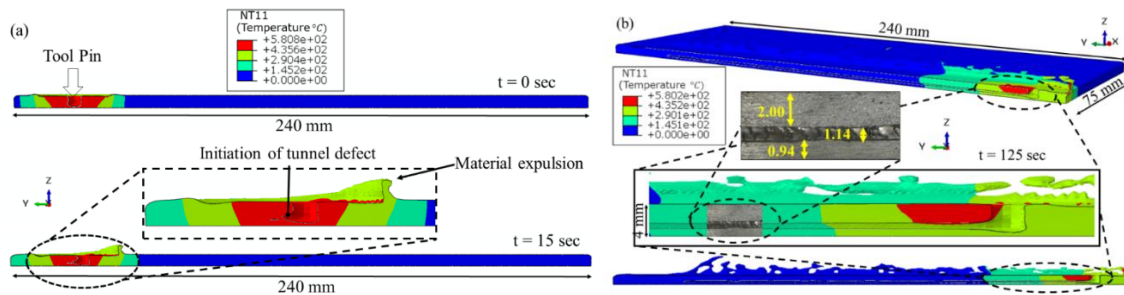 (a)
NT11
(Temperature °C)
+5.808e+02
+4.356e+02
+2.904e+02
+1.452e+02
+0.000e+00
Tool Pin
t = 0 sec
240 mm
Initiation of tunnel defect
Material expulsion
Z
Y
t = 15 sec
240 mm
(b)
240 mm
Z
Y
X
75 mm
NT11
(Temperature °C)
+5.802e+02
+4.352e+02
+2.901e+02
+1.451e+02
+0.000e+00
2.00
1.14
0.94
Z
Y
t = 125 sec
4 mm